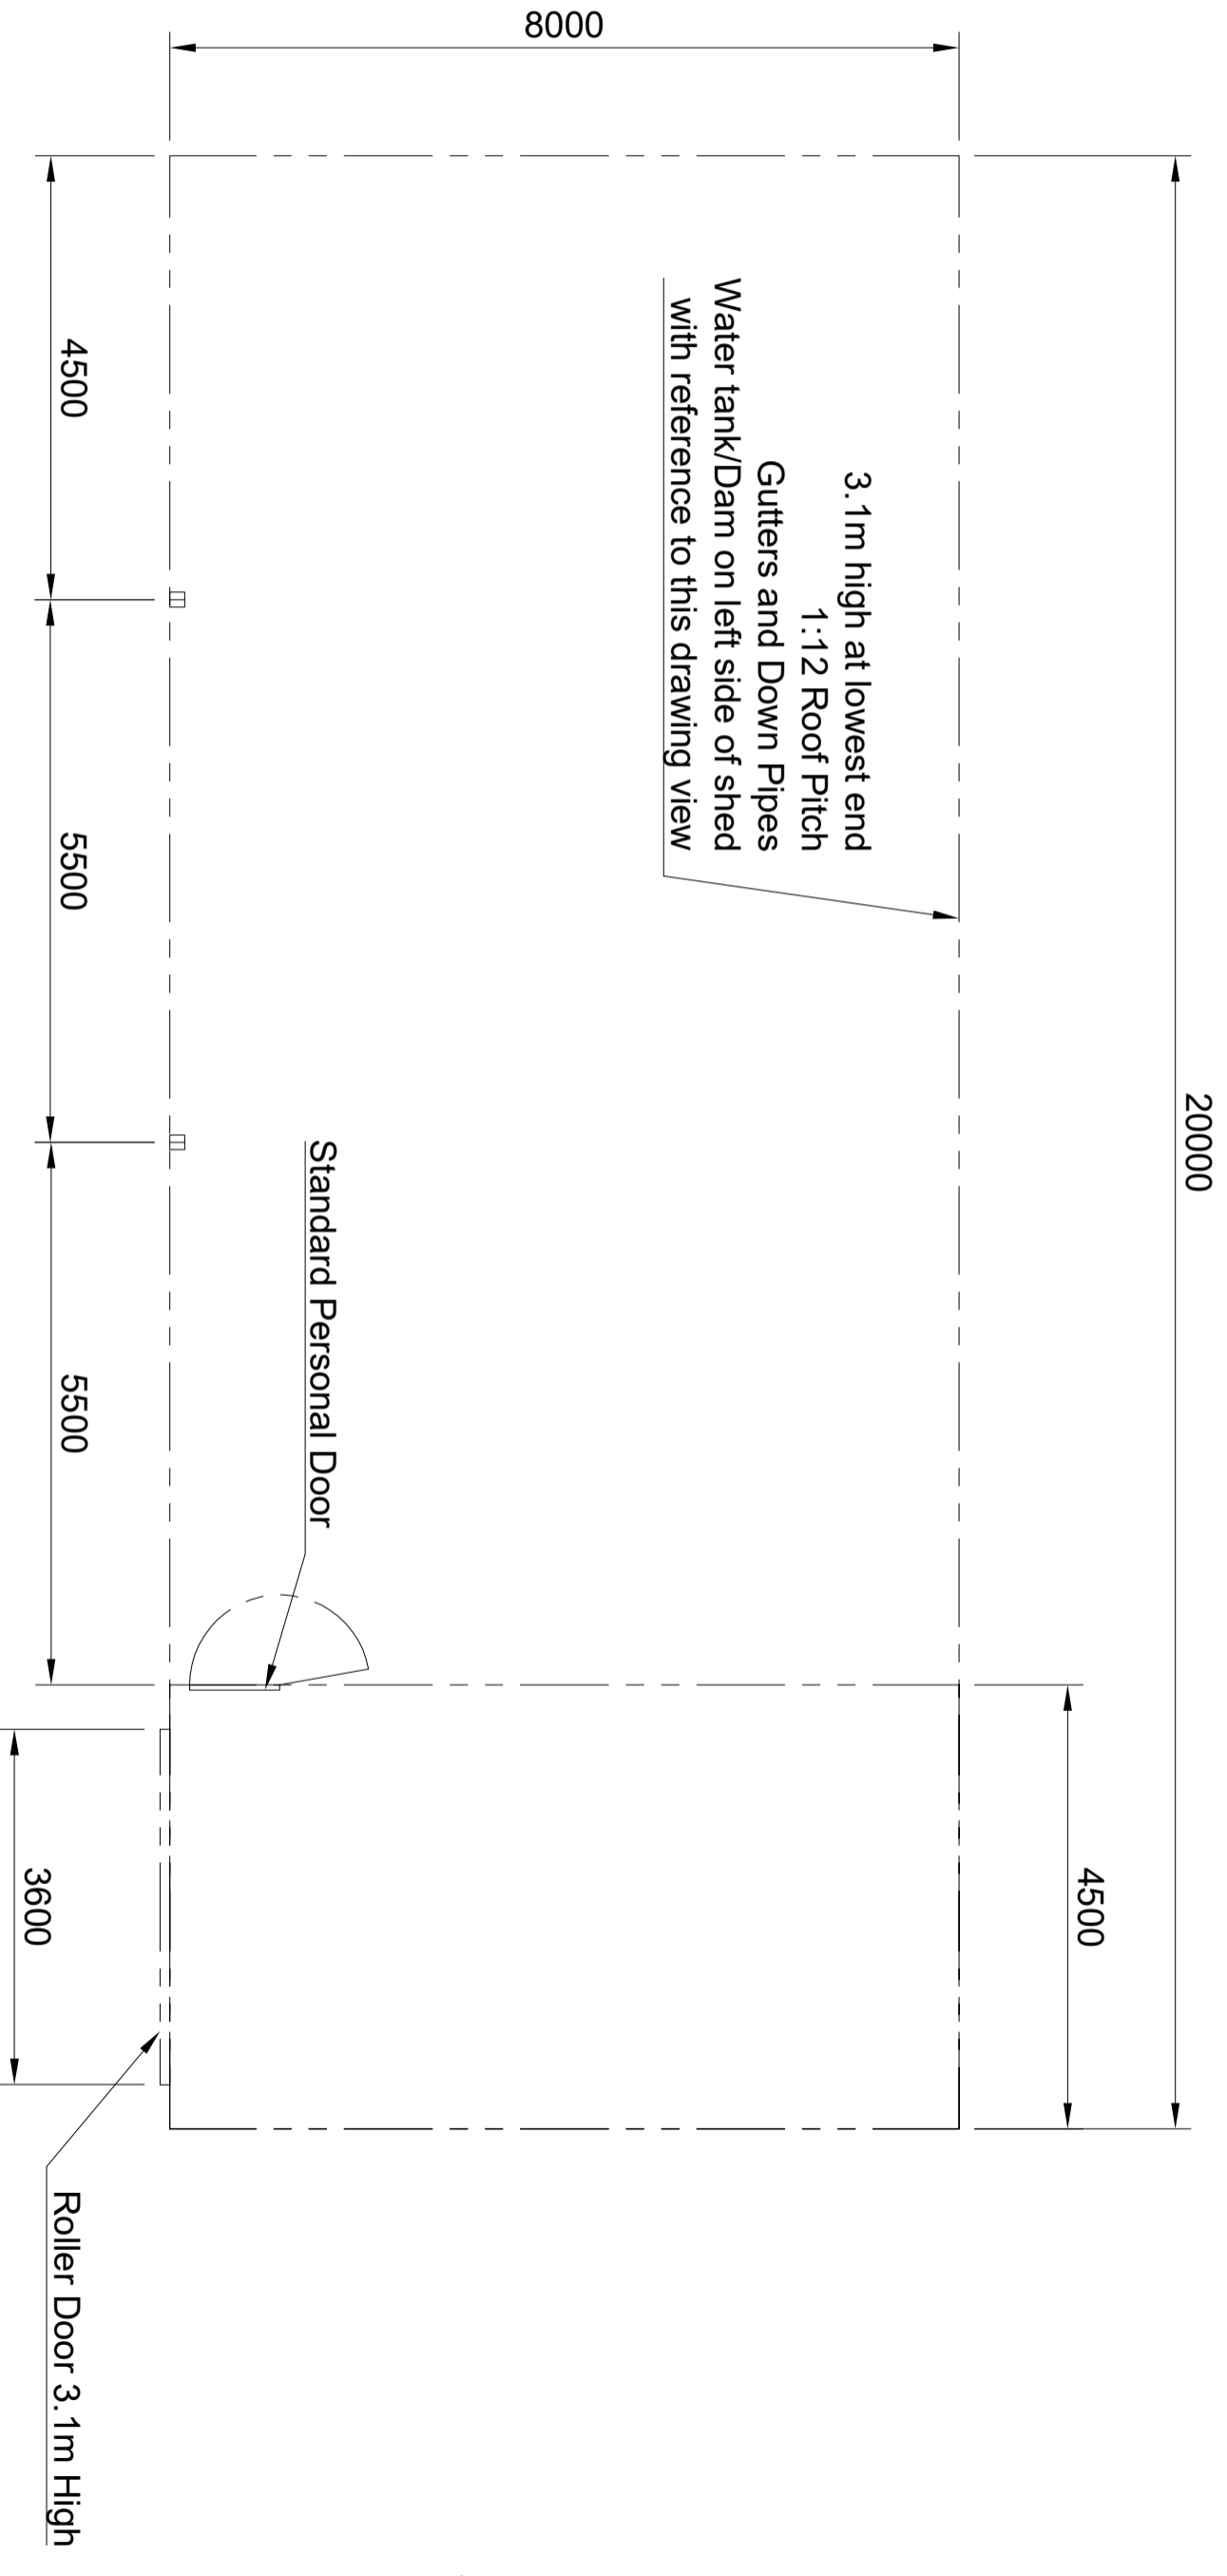 20000
4500
3.1m high at lowest end
1:12 Roof Pitch
Gutters and Down Pipes
Water tank/Dam on left side of shed
with reference to this drawing view
8000
Standard Personal Door
4500
5500
5500
3600
Roller Door 3.1m High